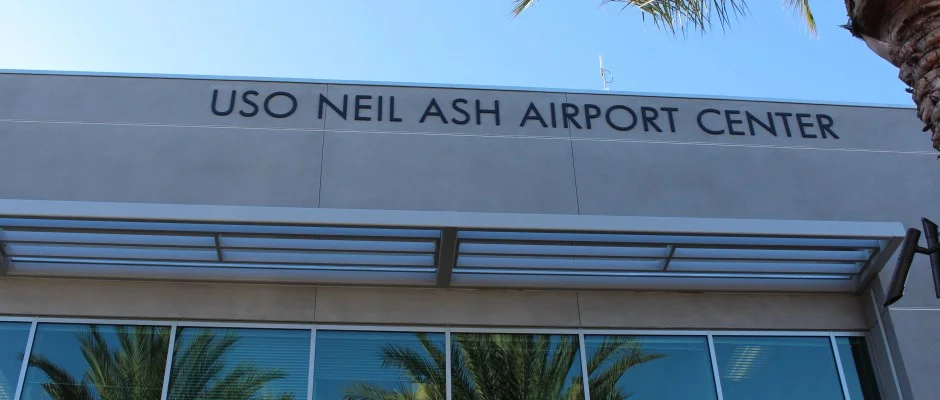 USO NEIL ASH AIRPORT CENTER